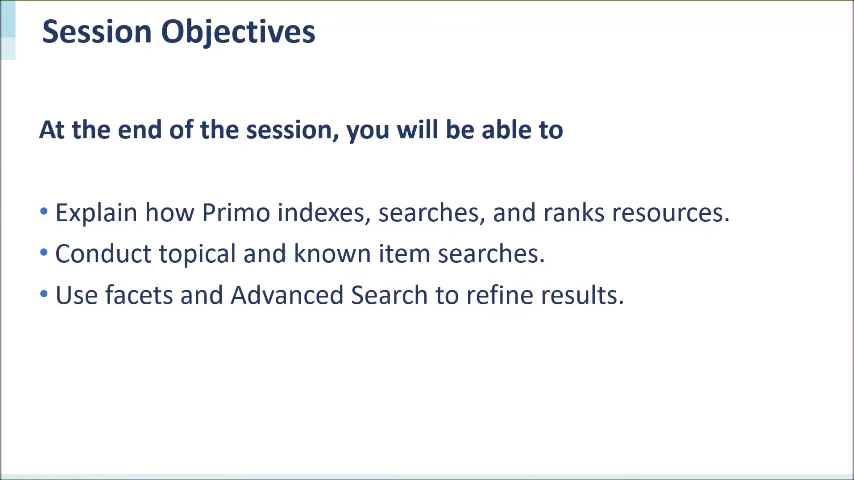 Session Objectives
At the end of the session, you will be able to
• Explain how Primo indexes, searches, and ranks resources.
• Conduct topical and known item searches.
• Use facets and Advanced Search to refine results.